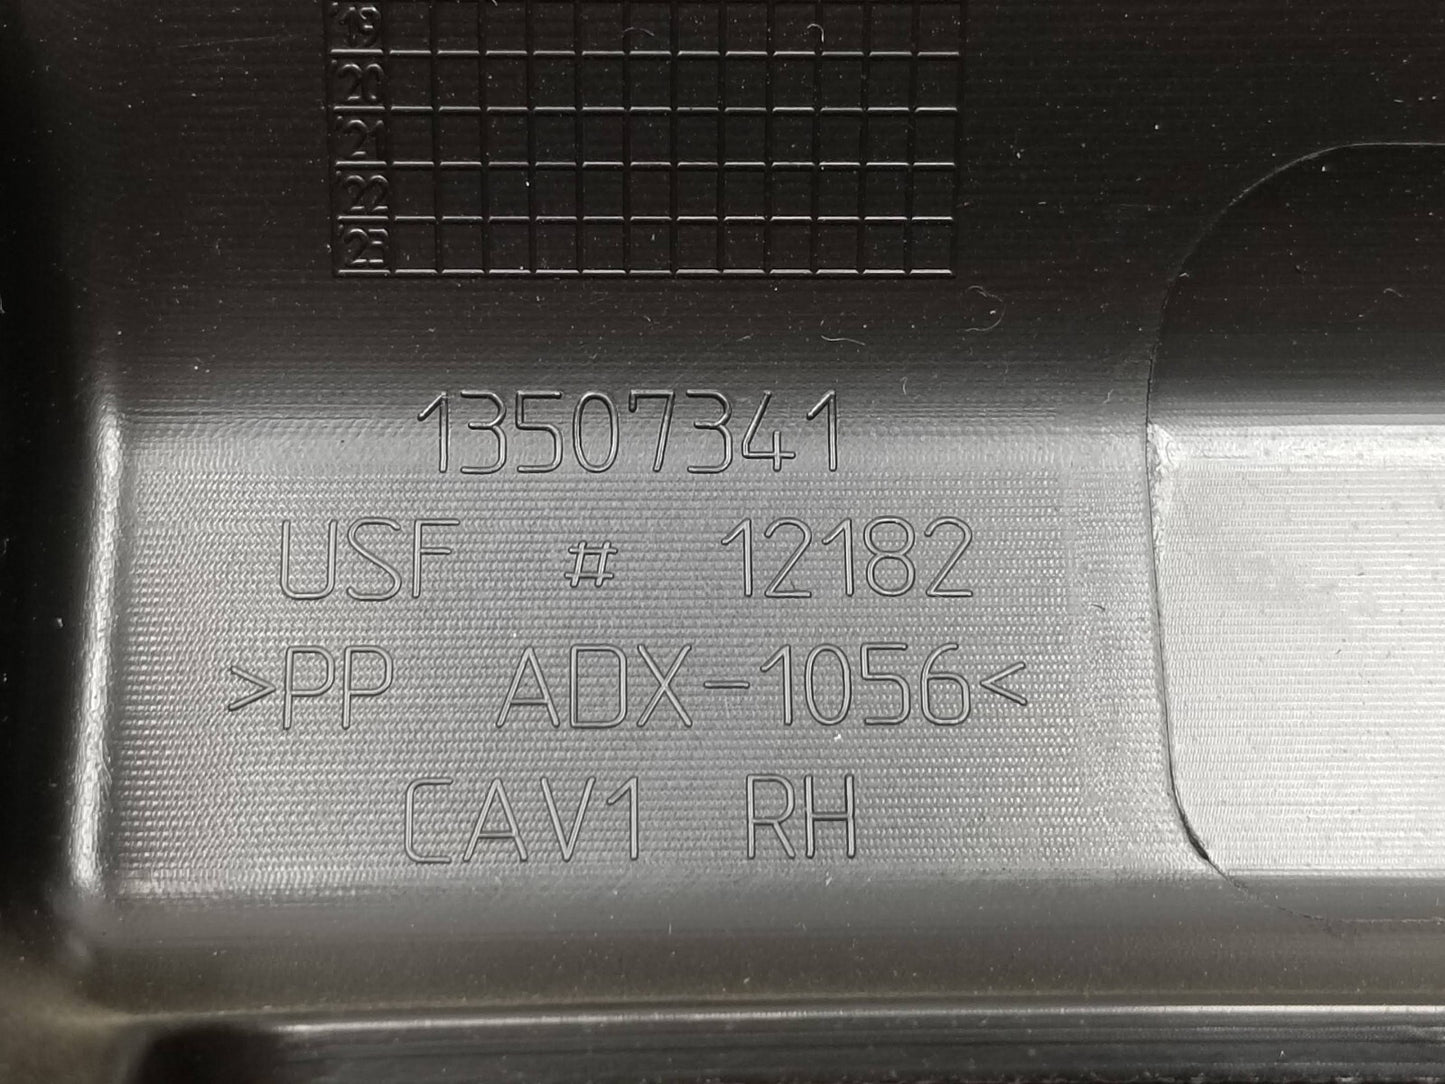 19
20
21
22
23
13507341
USF # 12182
>PP ADX-1056<
CAV1 RH